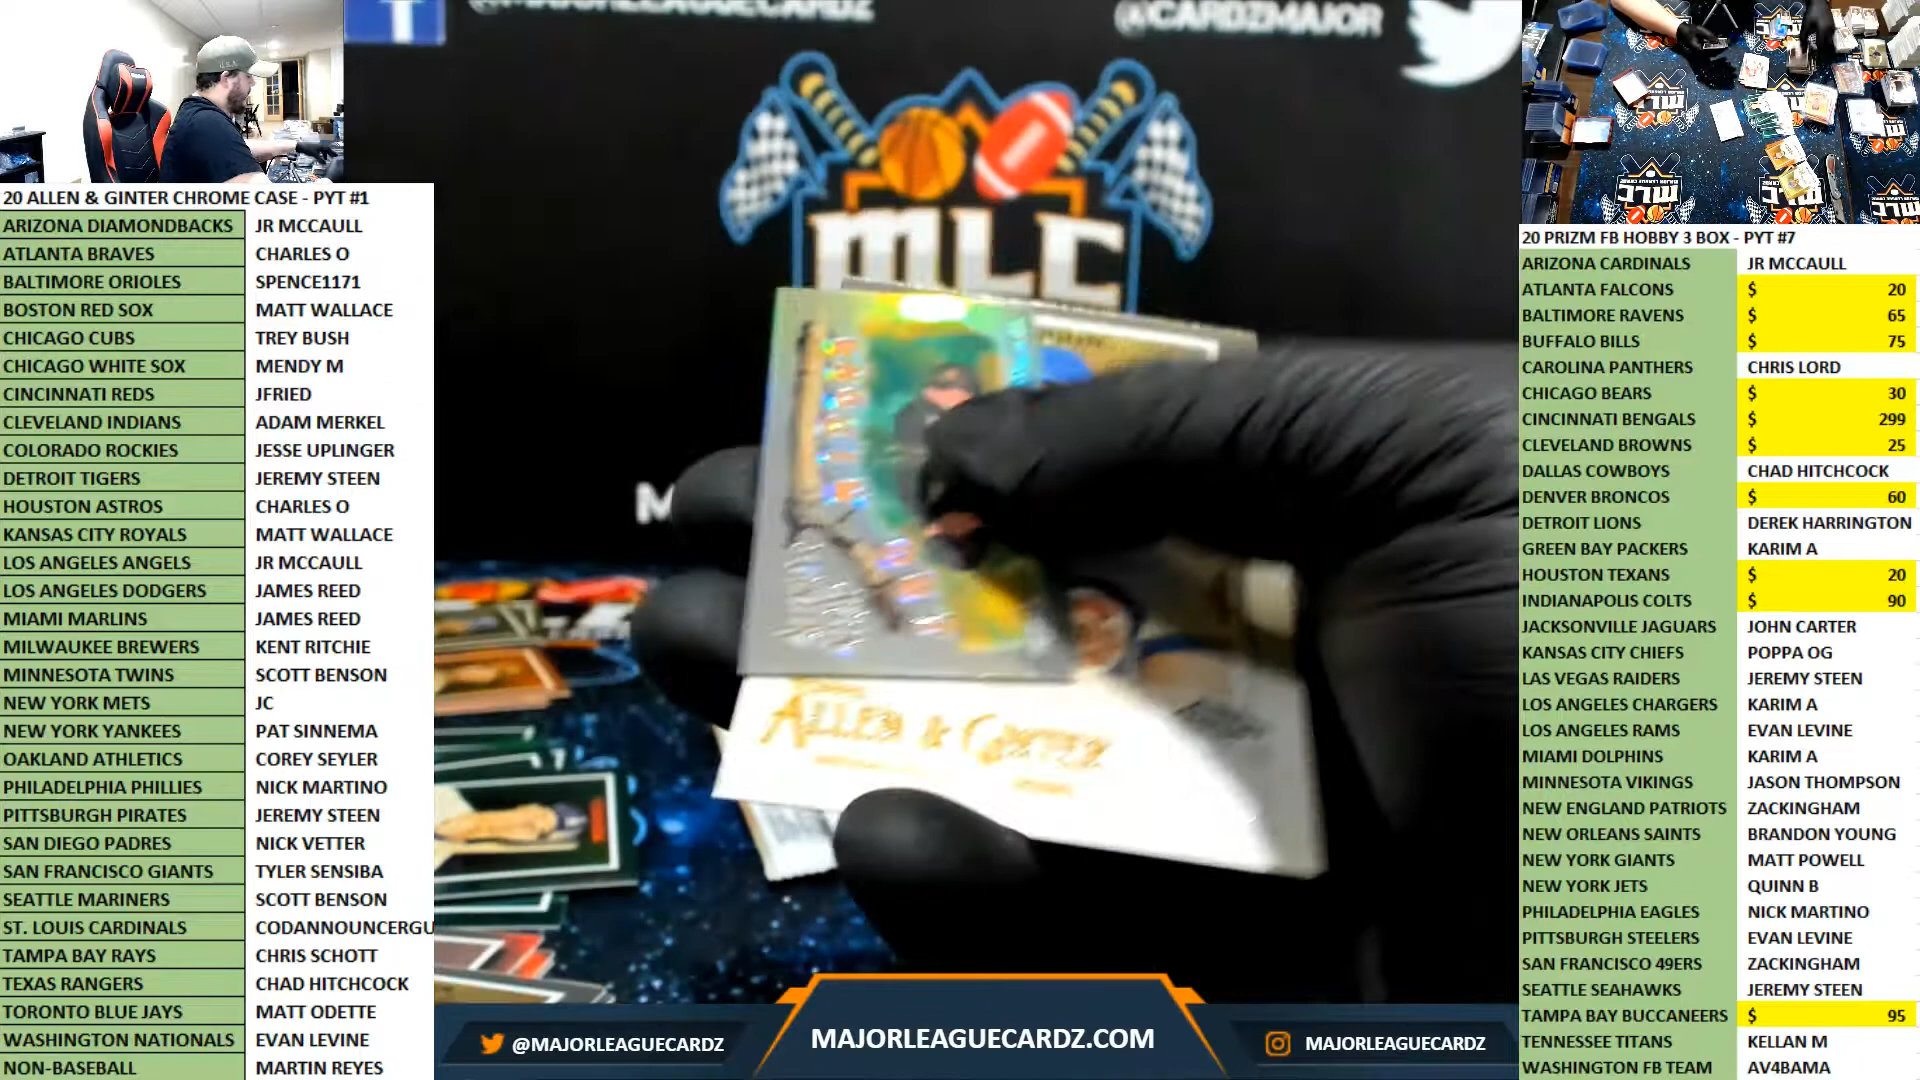 @MAJORLEAGUECARDZ
@CARDZMAJOR
MLC
20 ALLEN & GINTER CHROME CASE - PYT #1
ARIZONA DIAMONDBACKS JR MCCAULL
ATLANTA BRAVES CHARLES O
BALTIMORE ORIOLES SPENCE1171
BOSTON RED SOX MATT WALLACE
CHICAGO CUBS TREY BUSH
CHICAGO WHITE SOX MENDY M
CINCINNATI REDS JFRIED
CLEVELAND INDIANS ADAM MERKEL
COLORADO ROCKIES JESSE UPLINGER
DETROIT TIGERS JEREMY STEEN
HOUSTON ASTROS CHARLES O
KANSAS CITY ROYALS MATT WALLACE
LOS ANGELES ANGELS JR MCCAULL
LOS ANGELES DODGERS JAMES REED
MIAMI MARLINS JAMES REED
MILWAUKEE BREWERS KENT RITCHIE
MINNESOTA TWINS SCOTT BENSON
NEW YORK METS JC
NEW YORK YANKEES PAT SINNEMA
OAKLAND ATHLETICS COREY SEYLER
PHILADELPHIA PHILLIES NICK MARTINO
PITTSBURGH PIRATES JEREMY STEEN
SAN DIEGO PADRES NICK VETTER
SAN FRANCISCO GIANTS TYLER SENSIBA
SEATTLE MARINERS SCOTT BENSON
ST. LOUIS CARDINALS CODANNOUNCERGU
TAMPA BAY RAYS CHRIS SCHOTT
TEXAS RANGERS CHAD HITCHCOCK
TORONTO BLUE JAYS MATT ODETTE
WASHINGTON NATIONALS EVAN LEVINE
NON-BASEBALL MARTIN REYES
ALLEN & GINTER
@MAJORLEAGUECARDZ
MAJORLEAGUECARDZ.COM
MAJORLEAGUECARDZ
20 PRIZM FB HOBBY 3 BOX - PYT #7
ARIZONA CARDINALS JR MCCAULL
ATLANTA FALCONS $ 20
BALTIMORE RAVENS $ 65
BUFFALO BILLS $ 75
CAROLINA PANTHERS CHRIS LORD
CHICAGO BEARS $ 30
CINCINNATI BENGALS $ 299
CLEVELAND BROWNS $ 25
DALLAS COWBOYS CHAD HITCHCOCK
DENVER BRONCOS $ 60
DETROIT LIONS DEREK HARRINGTON
GREEN BAY PACKERS KARIM A
HOUSTON TEXANS $ 20
INDIANAPOLIS COLTS $ 90
JACKSONVILLE JAGUARS JOHN CARTER
KANSAS CITY CHIEFS POPPA OG
LAS VEGAS RAIDERS JEREMY STEEN
LOS ANGELES CHARGERS KARIM A
LOS ANGELES RAMS EVAN LEVINE
MIAMI DOLPHINS KARIM A
MINNESOTA VIKINGS JASON THOMPSON
NEW ENGLAND PATRIOTS ZACKINGHAM
NEW ORLEANS SAINTS BRANDON YOUNG
NEW YORK GIANTS MATT POWELL
NEW YORK JETS QUINN B
PHILADELPHIA EAGLES NICK MARTINO
PITTSBURGH STEELERS EVAN LEVINE
SAN FRANCISCO 49ERS ZACKINGHAM
SEATTLE SEAHAWKS JEREMY STEEN
TAMPA BAY BUCCANEERS $ 95
TENNESSEE TITANS KELLAN M
WASHINGTON FB TEAM AV4BAMA